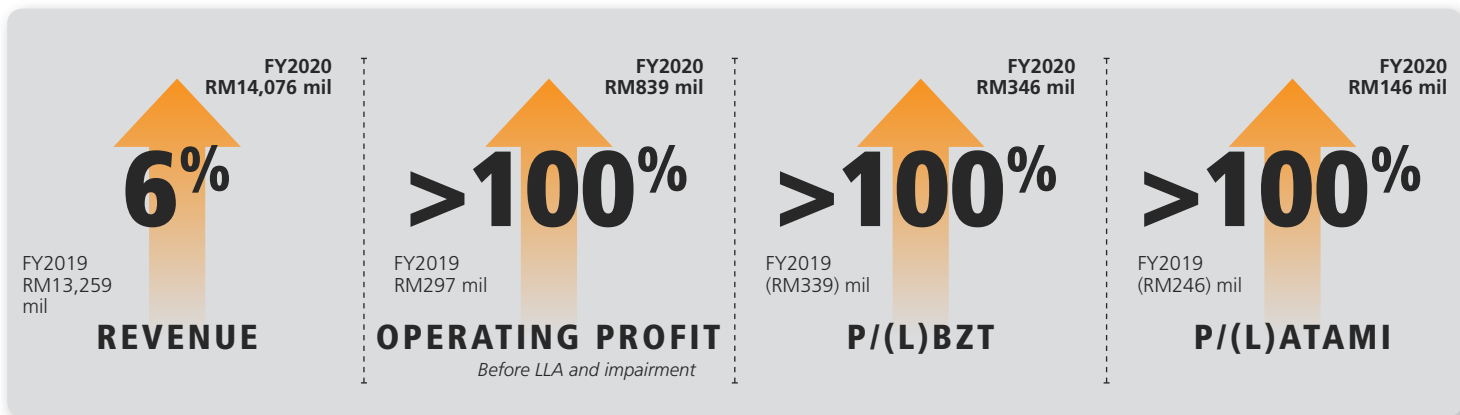 FY2020
RM14,076 mil
6%
FY2019
RM13,259
mil
REVENUE
FY2020
RM839 mil
>100%
FY2019
RM297 mil
OPERATING PROFIT
Before LLA and impairment
FY2020
RM346 mil
>100%
FY2019
(RM339) mil
P/(L)BZT
FY2020
RM146 mil
>100%
FY2019
(RM246) mil
P/(L)ATAMI